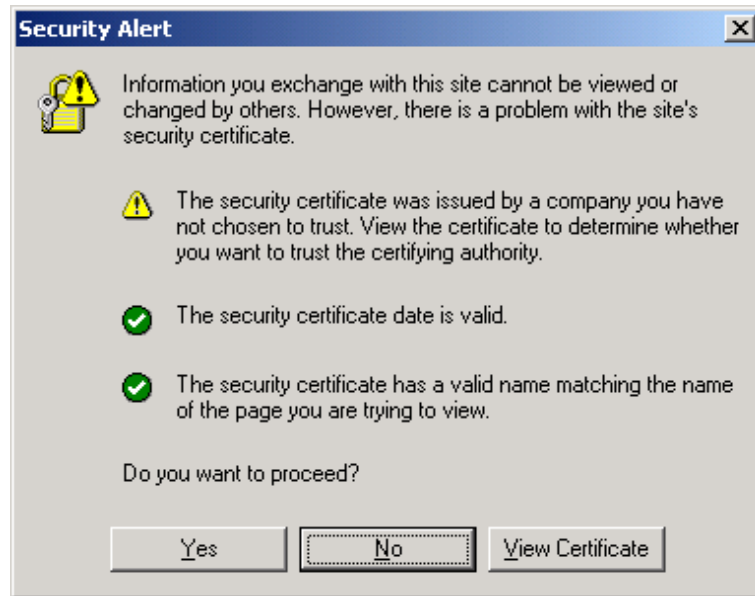 Security Alert
Information you exchange with this site cannot be viewed or
changed by others. However, there is a problem with the site's
security certificate.
The security certificate was issued by a company you have
not chosen to trust. View the certificate to determine whether
you want to trust the certifying authority.
The security certificate date is valid.
The security certificate has a valid name matching the name
of the page you are trying to view.
Do you want to proceed?
Yes No View Certificate